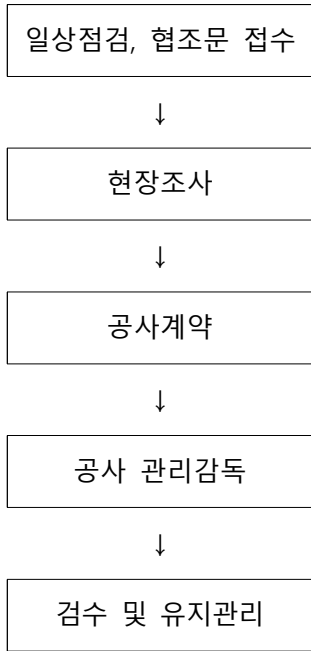 일상점검, 협조문 접수
↓
현장조사
↓
공사계약
↓
공사 관리감독
↓
검수 및 유지관리